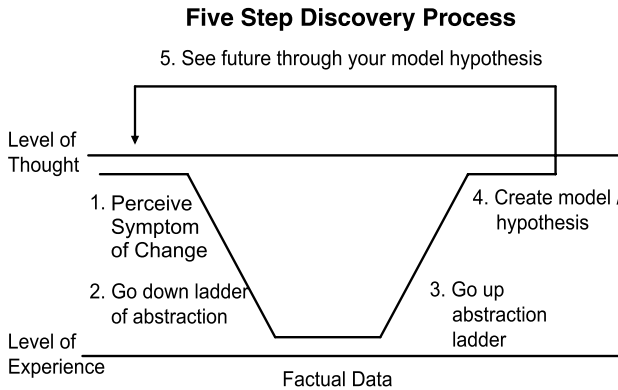 Five Step Discovery Process
5. See future through your model hypothesis
Level of
Thought
1. Perceive
Symptom
of Change
4. Create model /
hypothesis
2. Go down ladder
of abstraction
3. Go up
abstraction
ladder
Level of
Experience
Factual Data